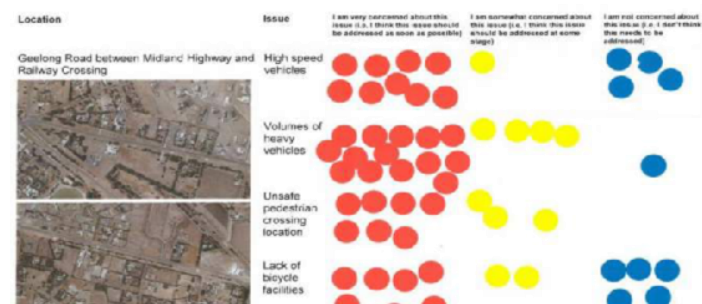 Location
Issue
I am very concerned about this
issue (i.e. I think this issue should
be addressed as soon as possible)
I am somewhat concerned about
this issue (i.e. I think this issue
should be addressed at some
stage)
I am not concerned about
this issue (i.e. I don't think
this needs to be
addressed)
Geelong Road between Midland Highway and
Railway Crossing
High speed
vehicles
Volumes of
heavy
vehicles
Unsafe
pedestrian
crossing
location
Lack of
bicycle
facilities